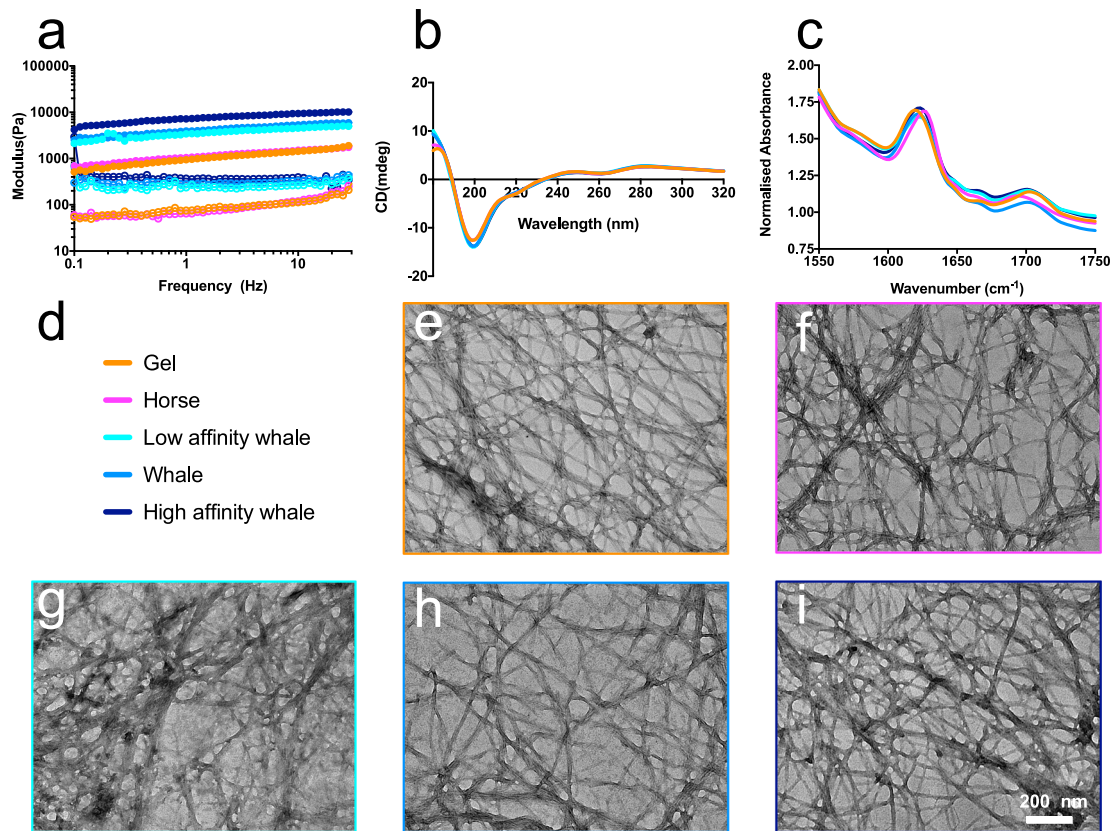 a
100000
10000
1000
100
10
Modulus(Pa)
0.1
1
10
Frequency (Hz)
b
20
10
0
-10
-20
CD(mdeg)
200
220
240
260
280
300
320
Wavelength (nm)
c
2.00
1.75
1.50
1.25
1.00
0.75
Normalised Absorbance
1550
1600
1650
1700
1750
Wavenumber (cm⁻¹)
d
Gel
Horse
Low affinity whale
Whale
High affinity whale
e
f
g
h
i
200 nm